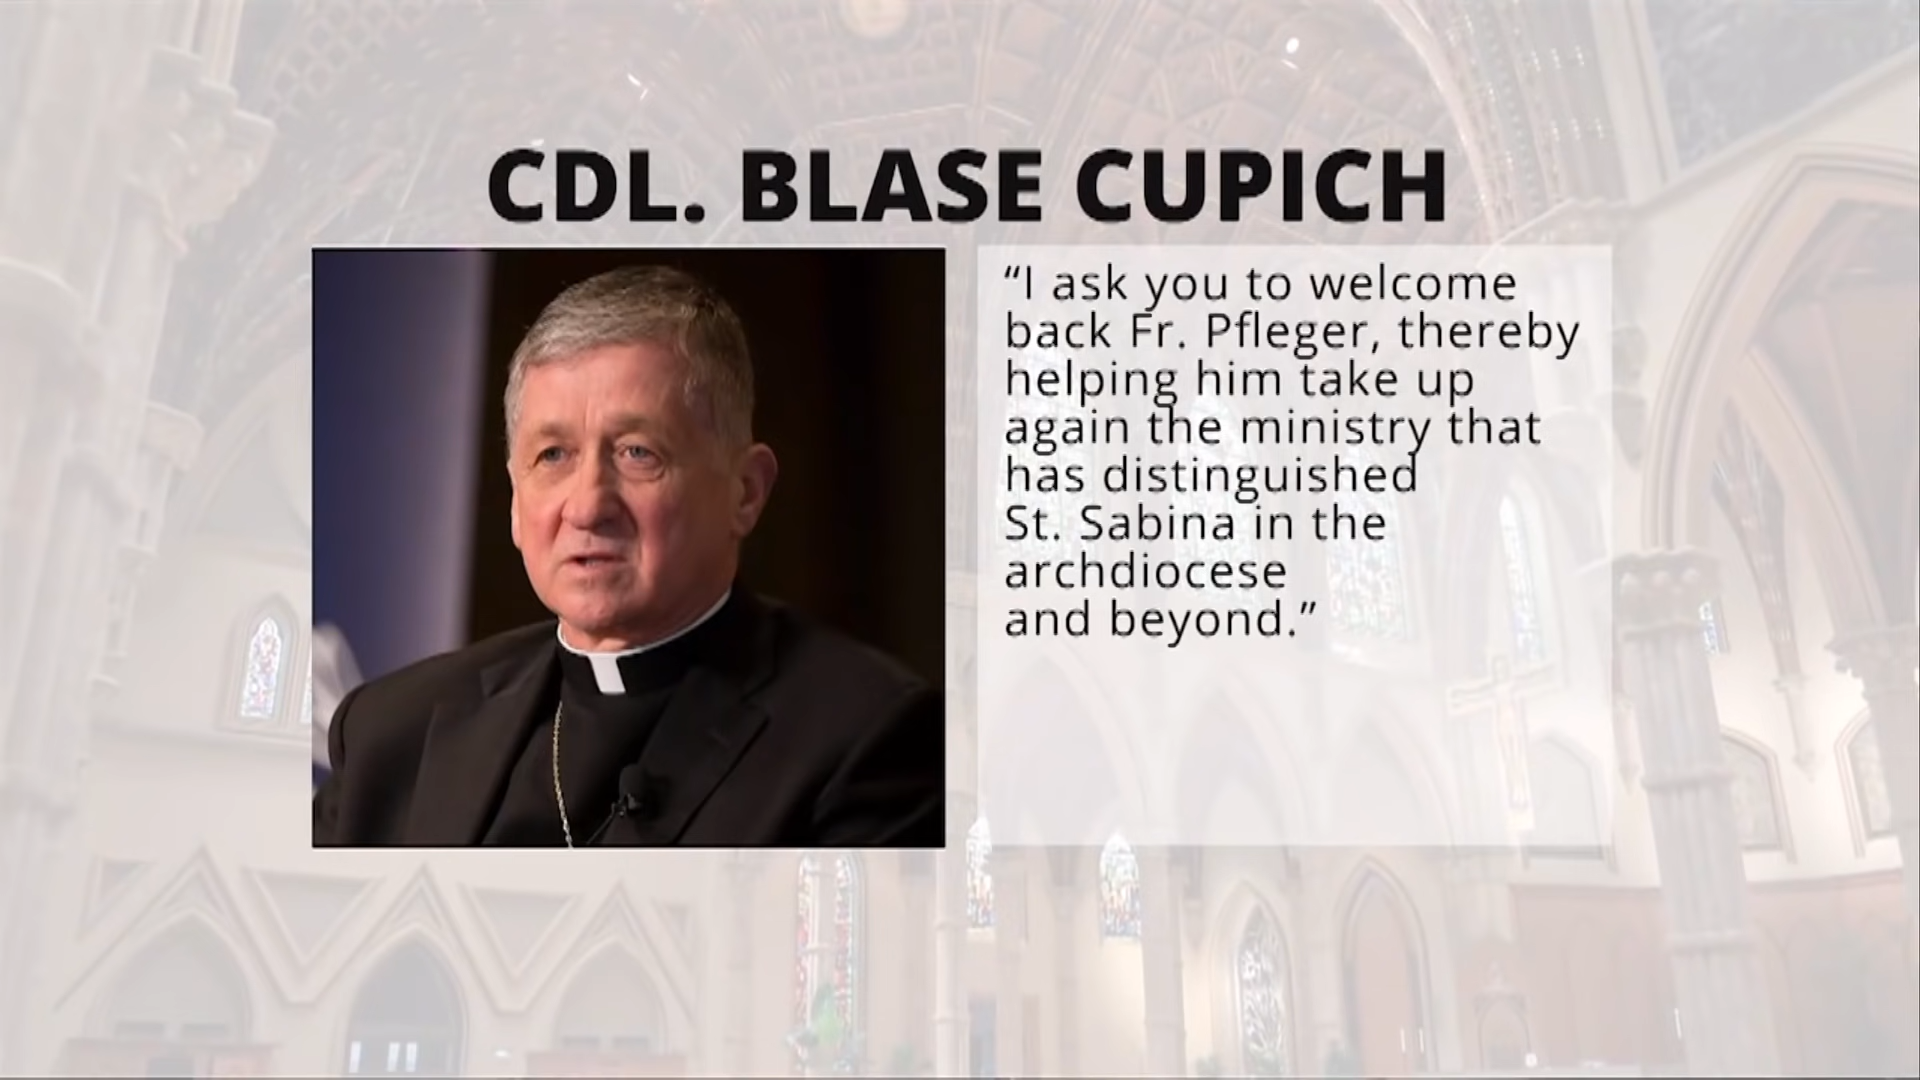 CDL. BLASE CUPICH
“I ask you to welcome
back Fr. Pfleger, thereby
helping him take up
again the ministry that
has distinguished
St. Sabina in the
archdiocese
and beyond.”